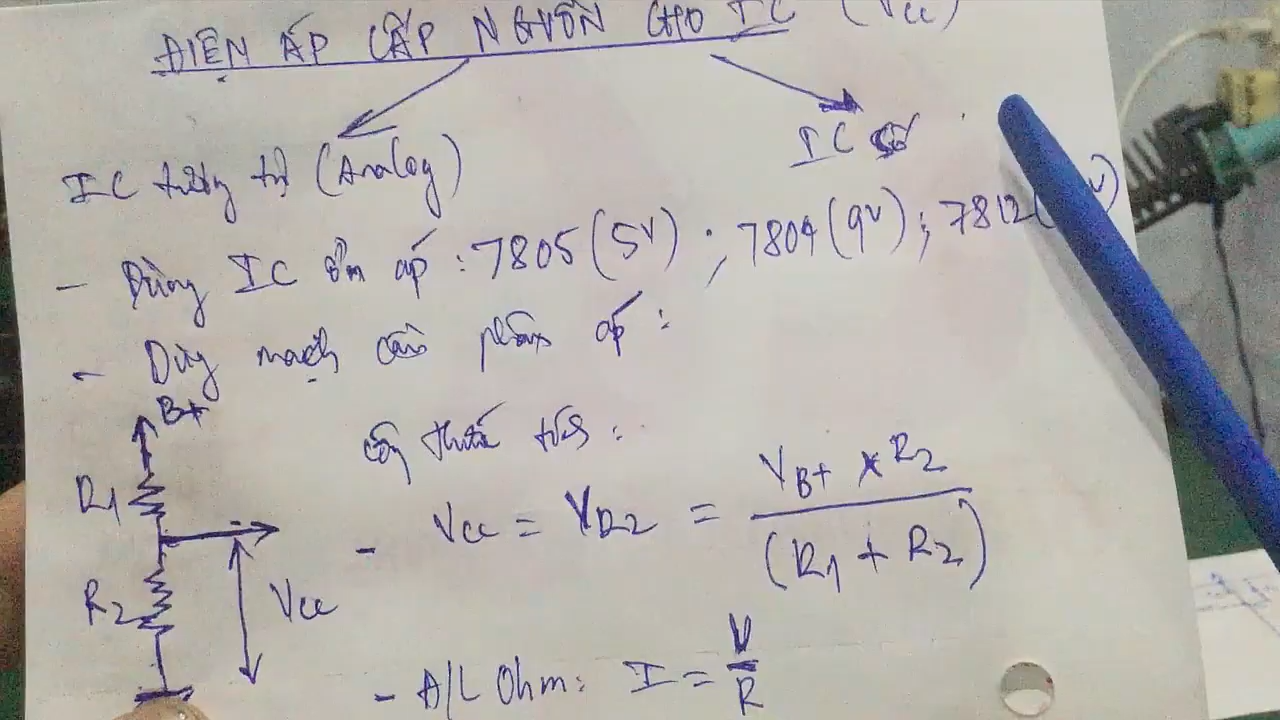 ĐIỆN ÁP CẤP NGUỒN CHO IC (Vcc)
IC tương tự (Analog)
IC số
- Dùng IC ổn áp : 7805 (5V) ; 7809 (9V) ; 7812 ( V)
- Dùng mạch cầu phân áp :
B+
R1
R2
Vcc
công thức tính :
- Vcc = VR2 = VB+ × R2 / (R1 + R2)
- Đ/L Ohm: I = V / R